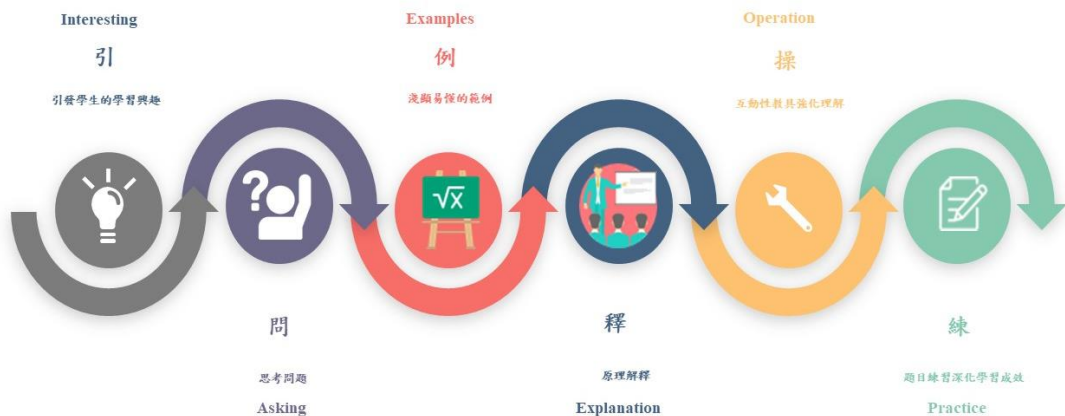 Interesting
引
引發學生的學習興趣
問
思考問題
Asking
Examples
例
淺顯易懂的範例
√x
釋
原理解釋
Explanation
Operation
操
互動性教具強化理解
練
題目練習深化學習成效
Practice
?